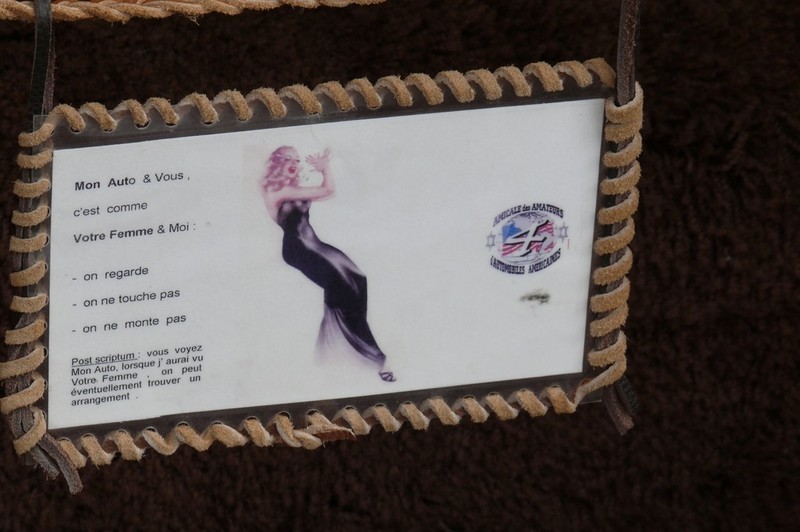 Mon Auto & Vous ,
c'est comme
Votre Femme & Moi :
- on regarde
- on ne touche pas
- on ne monte pas
Post scriptum : vous voyez
Mon Auto, lorsque j' aurai vu
Votre Femme , on peut
éventuellement trouver un
arrangement .
AMICALE des AMATEURS
d'AUTOMOBILES AMERICAINES